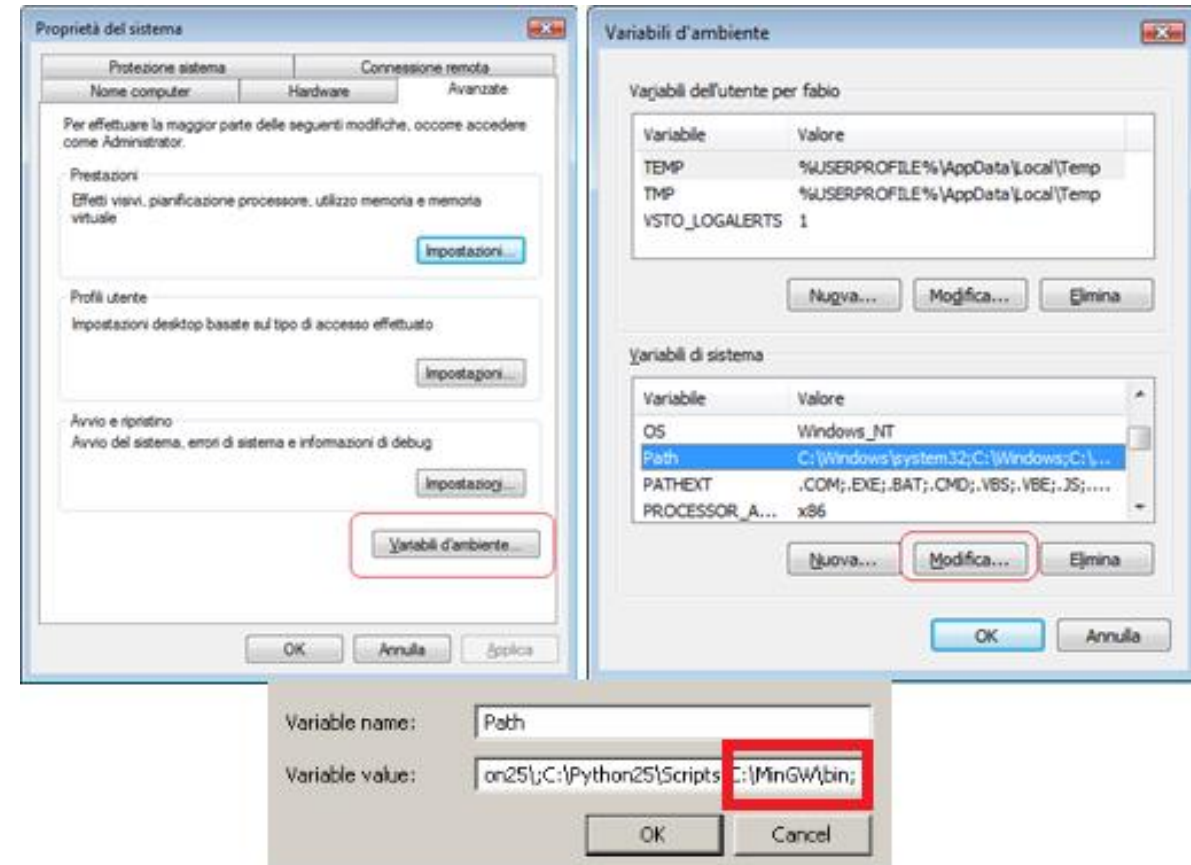 Proprietà del sistema
Protezione sistema Connessione remota
Nome computer Hardware Avanzate
Per effettuare la maggior parte delle seguenti modifiche, occorre accedere
come Administrator.
Prestazioni
Effetti visivi, pianificazione processore, utilizzo memoria e memoria
virtuale
Impostazioni...
Profili utente
Impostazioni desktop basate sul tipo di accesso effettuato
Impostazioni...
Avvio e ripristino
Avvio del sistema, errori di sistema e informazioni di debug
Impostazioni...
Variabili d'ambiente...
OK Annulla Applica
Variabili d'ambiente
Variabili dell'utente per fabio
Variabile Valore
TEMP %USERPROFILE%\AppData\Local\Temp
TMP %USERPROFILE%\AppData\Local\Temp
VSTO_LOGALERTS 1
Nuova... Modifica... Elimina
Variabili di sistema
Variabile Valore
OS Windows_NT
Path C:\Windows\system32;C:\Windows;C:\...
PATHEXT .COM;.EXE;.BAT;.CMD;.VBS;.VBE;.JS;....
PROCESSOR_A... x86
Nuova... Modifica... Elimina
OK Annulla
Variable name: Path
Variable value: on25\;C:\Python25\Scripts C:\MinGW\bin;
OK Cancel